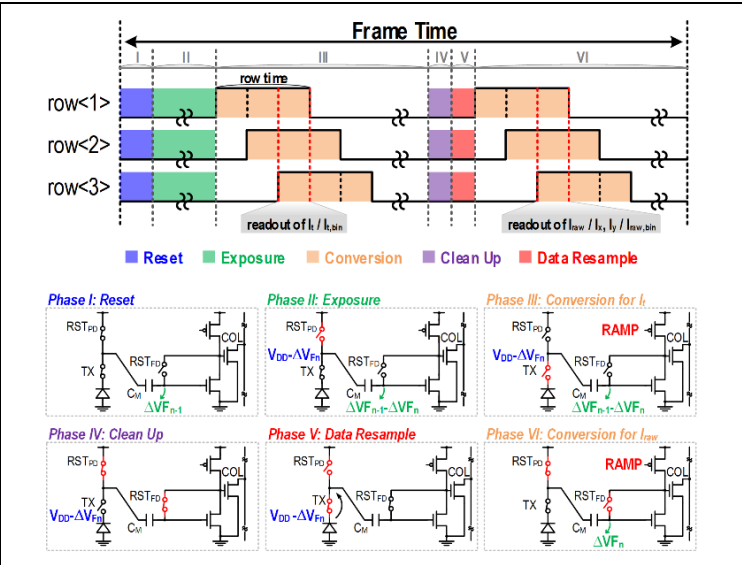 Frame Time
I II III IV V VI
row time
row<1>
row<2>
row<3>
readout of It / It,bin
readout of Iraw / Ix, Iy / Iraw,bin
Reset Exposure Conversion Clean Up Data Resample
Phase I: Reset
RSTPD
COL
RSTFD
TX
CM
ΔVFn-1
Phase II: Exposure
RSTPD
COL
VDD-ΔVFn
RSTFD
TX
CM
ΔVFn-1-ΔVFn
Phase III: Conversion for It
RSTPD
RAMP
COL
VDD-ΔVFn
RSTFD
TX
CM
ΔVFn-1-ΔVFn
Phase IV: Clean Up
RSTPD
COL
TX
RSTFD
VDD-ΔVFn
CM
Phase V: Data Resample
RSTPD
COL
TX
RSTFD
VDD-ΔVFn
CM
Phase VI: Conversion for Iraw
RSTPD
RAMP
COL
TX
RSTFD
CM
ΔVFn